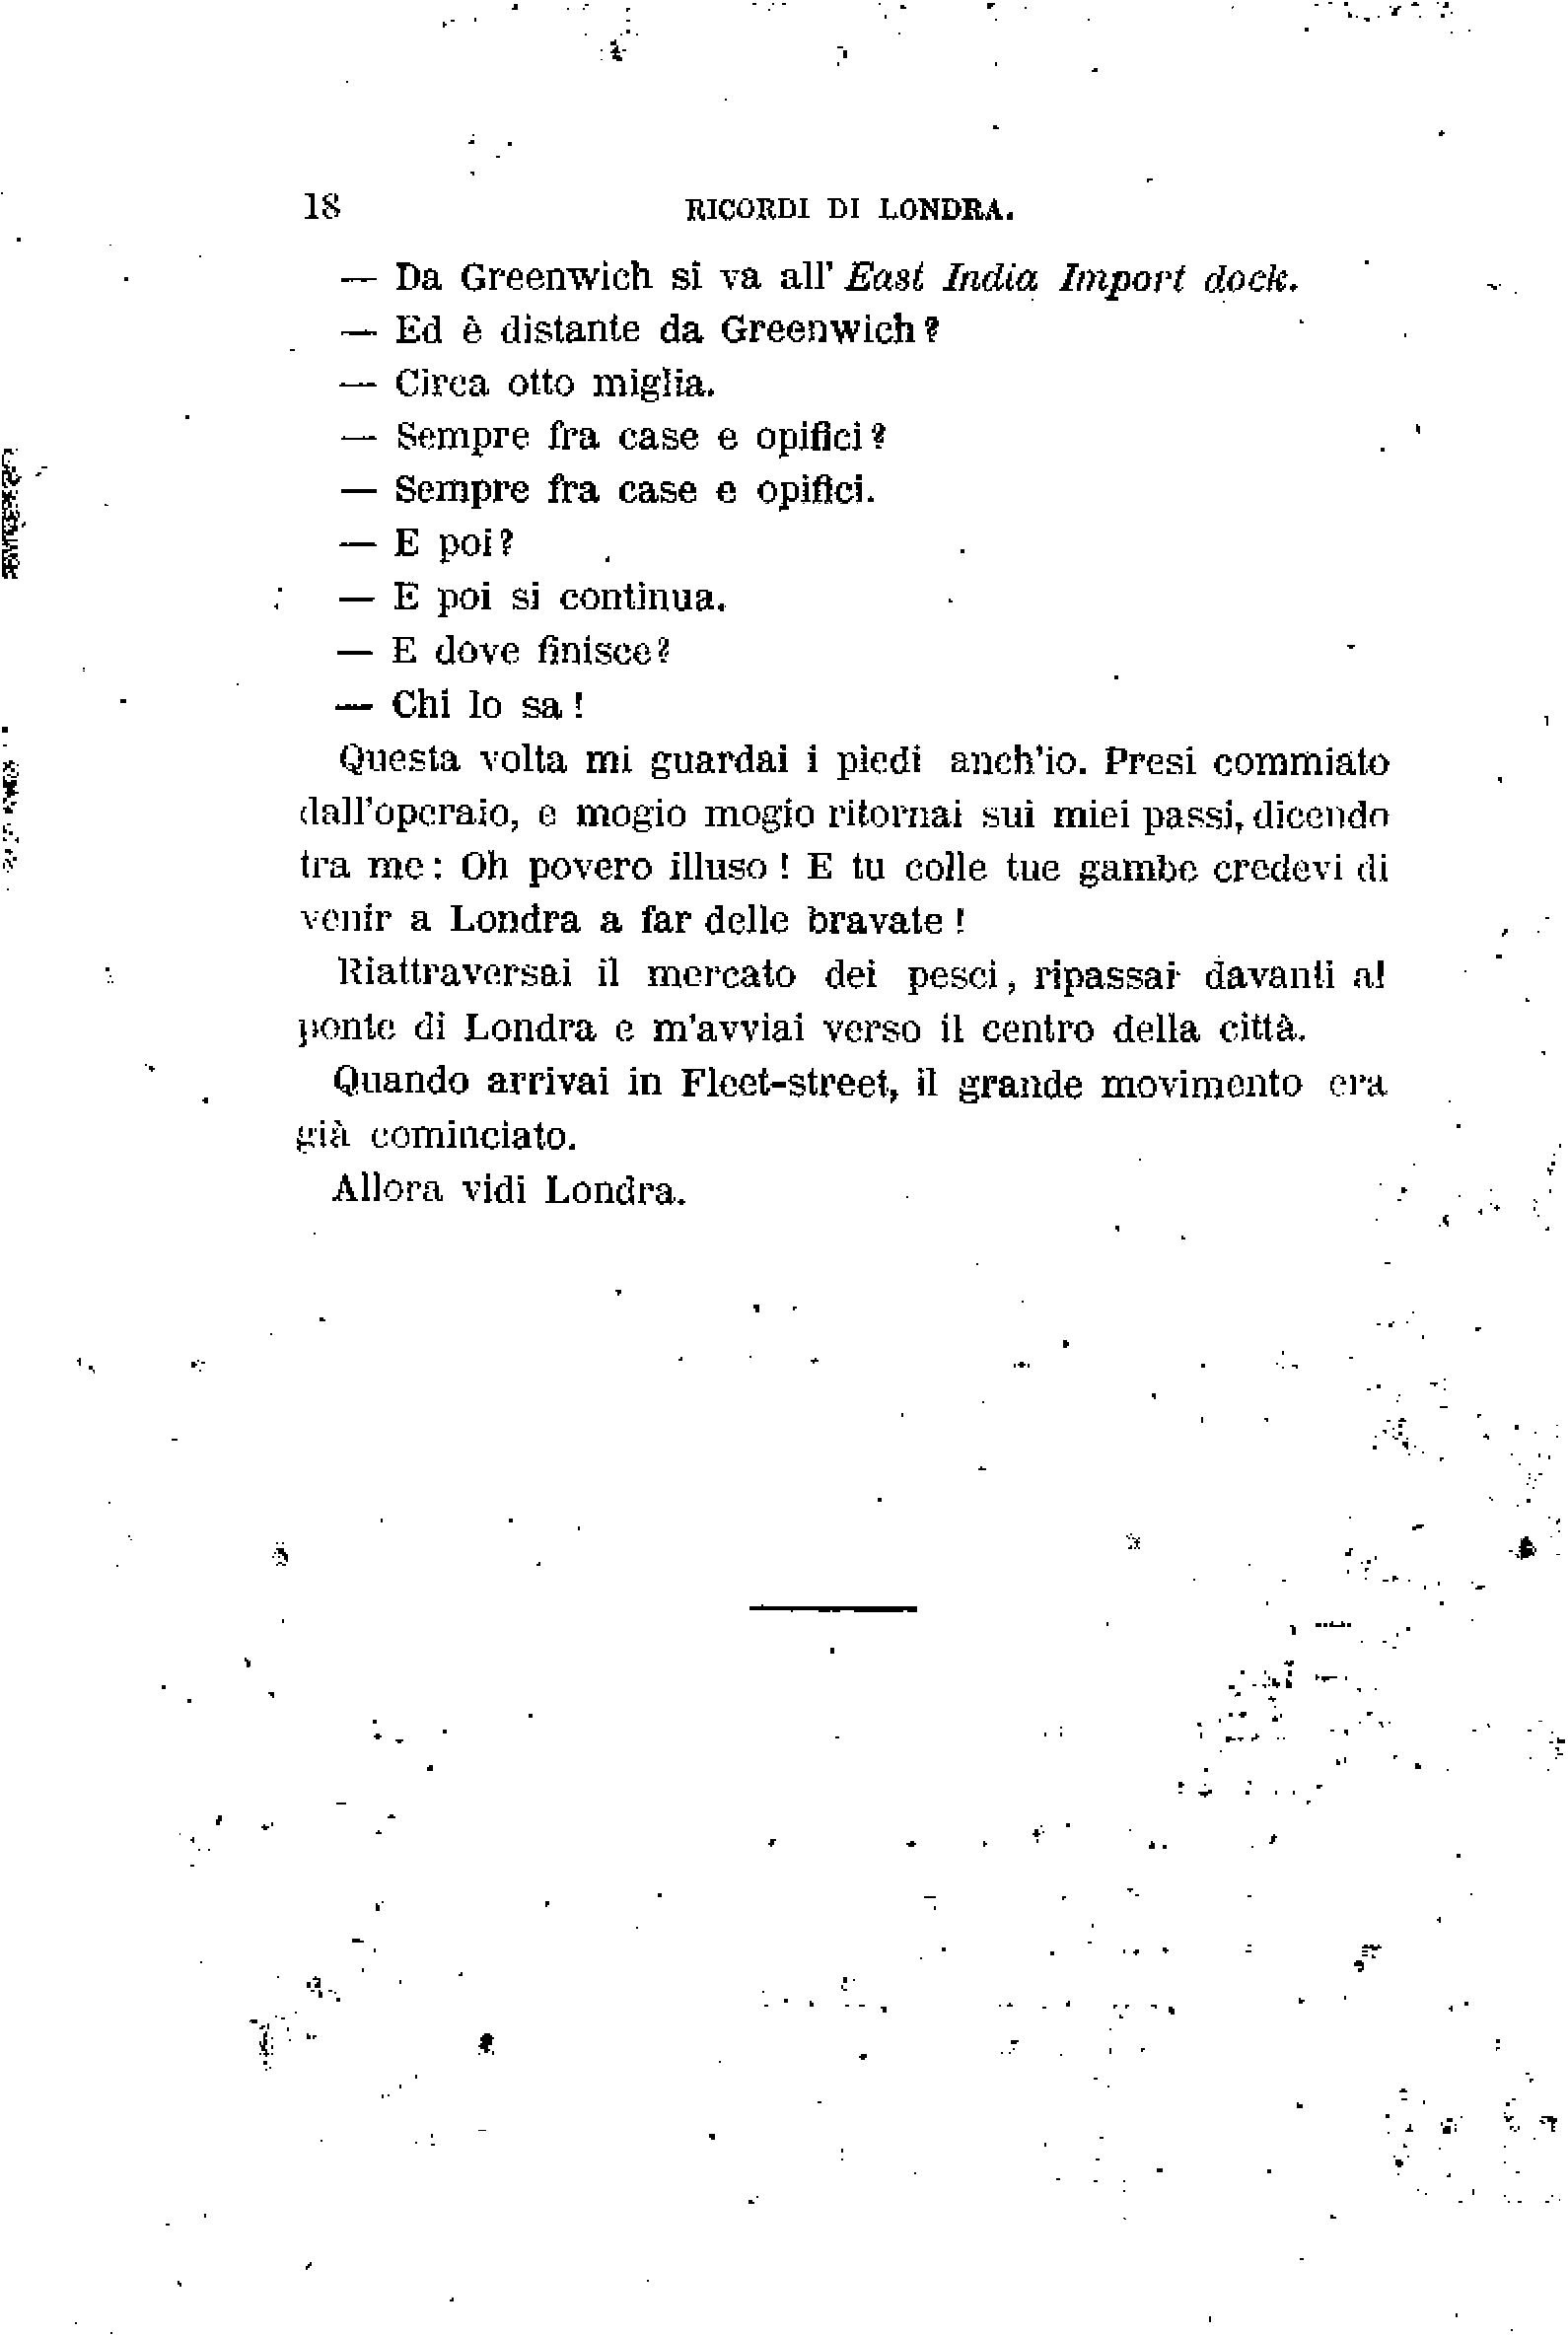 18 RICORDI DI LONDRA.
— Da Greenwich si va all' East India Import dock.
— Ed è distante da Greenwich?
— Circa otto miglia.
— Sempre fra case e opifici?
— Sempre fra case e opifici.
— E poi?
— E poi si continua.
— E dove finisce?
— Chi lo sa!
Questa volta mi guardai i piedi anch'io. Presi commiato
dall'operaio, e mogio mogio ritornai sui miei passi, dicendo
tra me: Oh povero illuso! E tu colle tue gambe credevi di
venir a Londra a far delle bravate!
Riattraversai il mercato dei pesci, ripassai davanti al
ponte di Londra e m'avviai verso il centro della città.
Quando arrivai in Fleet-street, il grande movimento era
già cominciato.
Allora vidi Londra.